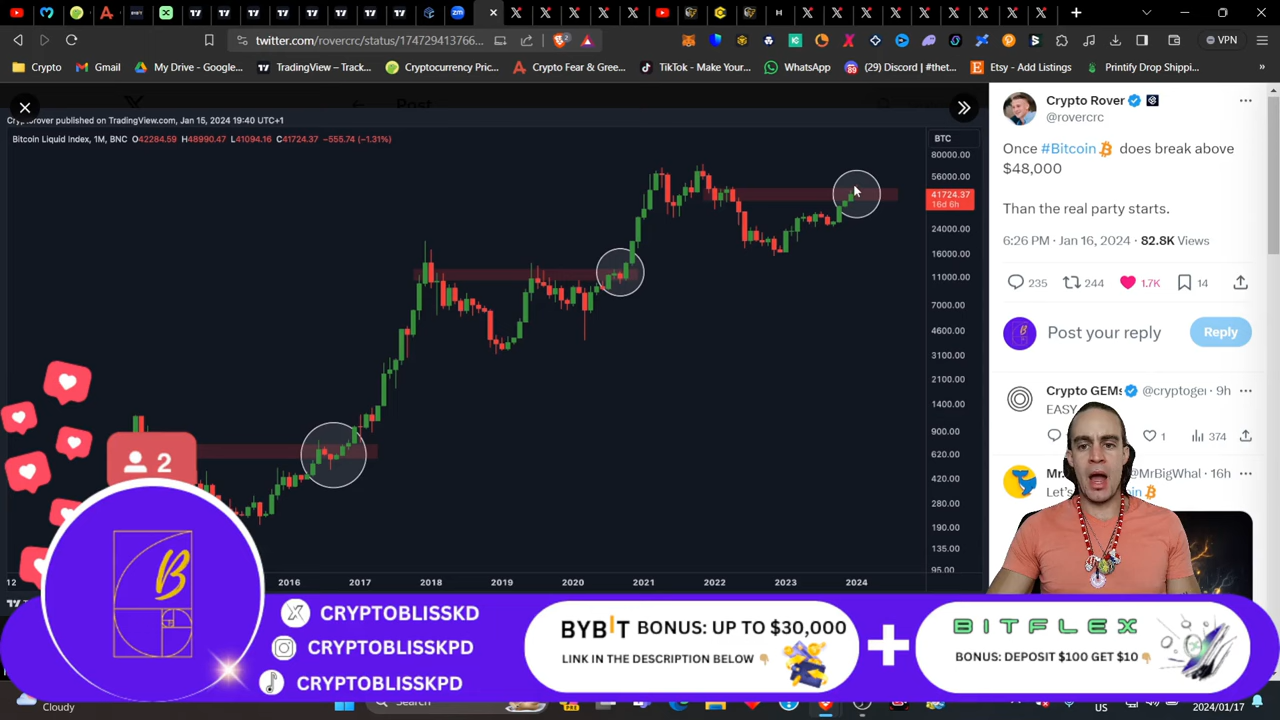 twitter.com/rovercrc/status/174729413766...
VPN
Crypto
Gmail
My Drive - Google...
TradingView – Track...
Cryptocurrency Pric...
Crypto Fear & Gree...
TikTok - Make Your...
WhatsApp
(29) Discord | #thet...
Etsy - Add Listings
Printify Drop Shippi...
Post
published on TradingView.com, Jan 15, 2024 19:40 UTC+1
Bitcoin Liquid Index, 1M, BNC O42284.59 H48990.47 L41094.16 C41724.37 −555.74 (−1.31%)
BTC
80000.00
56000.00
41724.37
16d 6h
24000.00
16000.00
11000.00
7000.00
4600.00
3100.00
2100.00
1400.00
900.00
620.00
420.00
280.00
190.00
135.00
95.00
12
2016
2017
2018
2019
2020
2021
2022
2023
2024
Crypto Rover
@rovercrc
Once #Bitcoin does break above
$48,000
Than the real party starts.
6:26 PM · Jan 16, 2024 · 82.8K Views
235
244
1.7K
14
Post your reply
Reply
Crypto GEMs @cryptoger · 9h
EASY
1
374
@MrBigWhal · 16h
2
B
CRYPTOBLISSKD
CRYPTOBLISSKPD
CRYPTOBLISSKPD
BYBIT BONUS: UP TO $30,000
LINK IN THE DESCRIPTION BELOW
BITFLEX
BONUS: DEPOSIT $100 GET $10
Cloudy
Search
US
2024/01/17